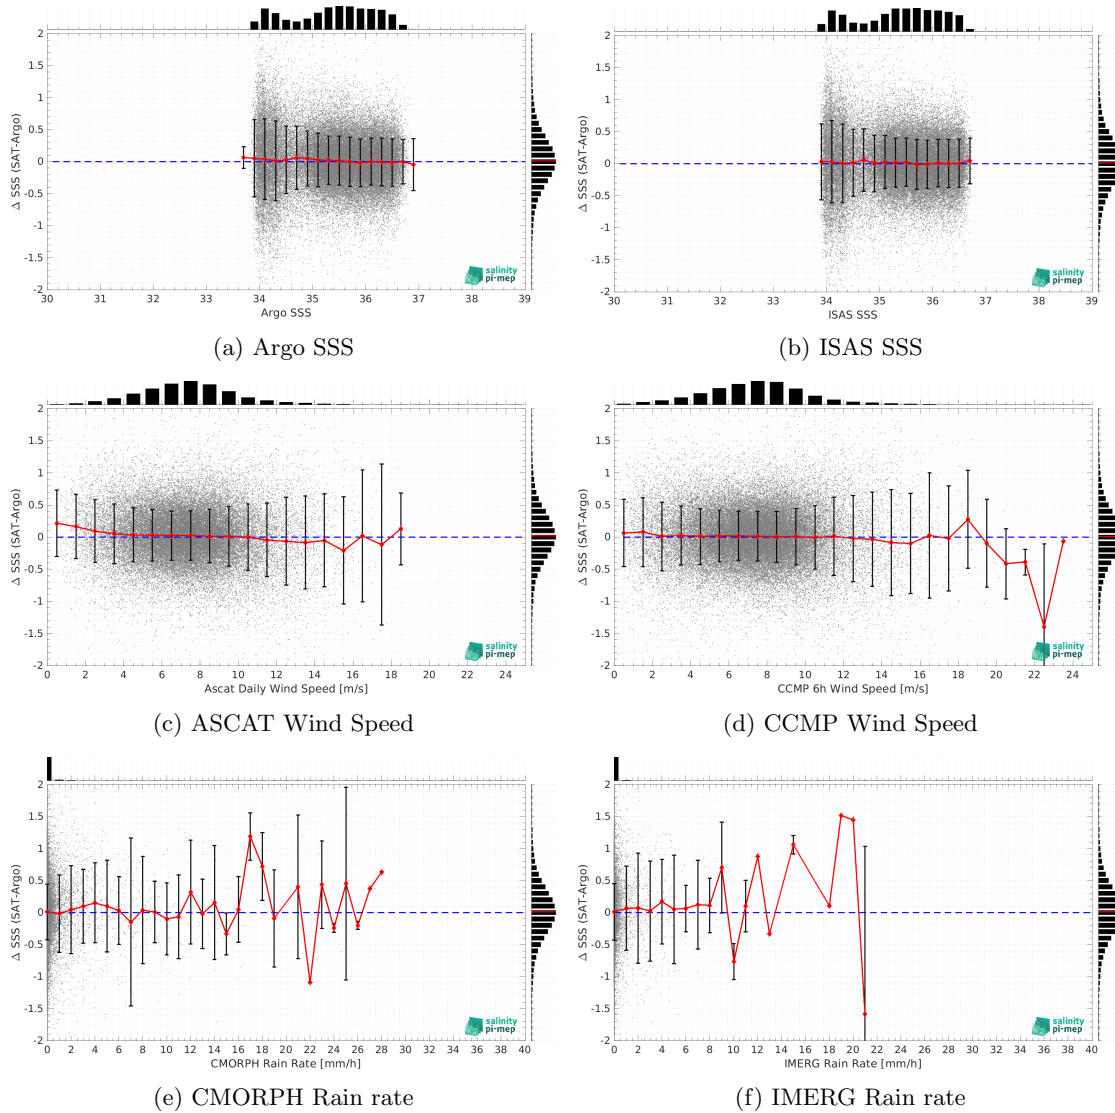 2
1.5
1
0.5
0
-0.5
-1
-1.5
-2
Δ SSS (SAT-Argo)
salinity
pi-mep
30 31 32 33 34 35 36 37 38 39
Argo SSS
(a) Argo SSS
2
1.5
1
0.5
0
-0.5
-1
-1.5
-2
Δ SSS (SAT-Argo)
salinity
pi-mep
30 31 32 33 34 35 36 37 38 39
ISAS SSS
(b) ISAS SSS
2
1.5
1
0.5
0
-0.5
-1
-1.5
-2
Δ SSS (SAT-Argo)
salinity
pi-mep
0 2 4 6 8 10 12 14 16 18 20 22 24
Ascat Daily Wind Speed [m/s]
(c) ASCAT Wind Speed
2
1.5
1
0.5
0
-0.5
-1
-1.5
-2
Δ SSS (SAT-Argo)
salinity
pi-mep
0 2 4 6 8 10 12 14 16 18 20 22 24
CCMP 6h Wind Speed [m/s]
(d) CCMP Wind Speed
2
1.5
1
0.5
0
-0.5
-1
-1.5
-2
Δ SSS (SAT-Argo)
salinity
pi-mep
0 2 4 6 8 10 12 14 16 18 20 22 24 26 28 30 32 34 36 38 40
CMORPH Rain Rate [mm/h]
(e) CMORPH Rain rate
2
1.5
1
0.5
0
-0.5
-1
-1.5
-2
Δ SSS (SAT-Argo)
salinity
pi-mep
0 2 4 6 8 10 12 14 16 18 20 22 24 26 28 30 32 34 36 38 40
IMERG Rain Rate [mm/h]
(f) IMERG Rain rate